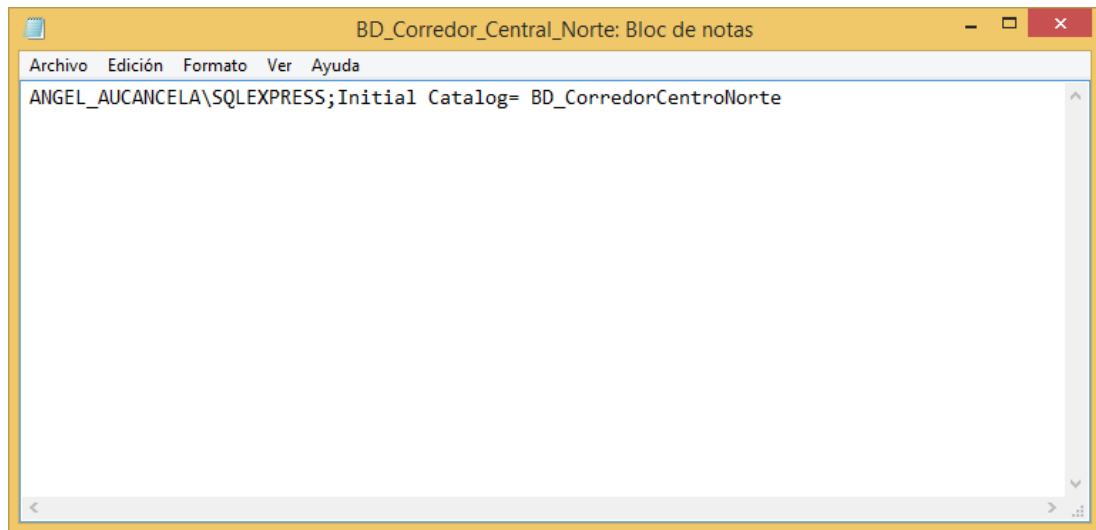 BD_Corredor_Central_Norte: Bloc de notas
Archivo Edición Formato Ver Ayuda
ANGEL_AUCANCELA\SQLEXPRESS;Initial Catalog= BD_CorredorCentroNorte